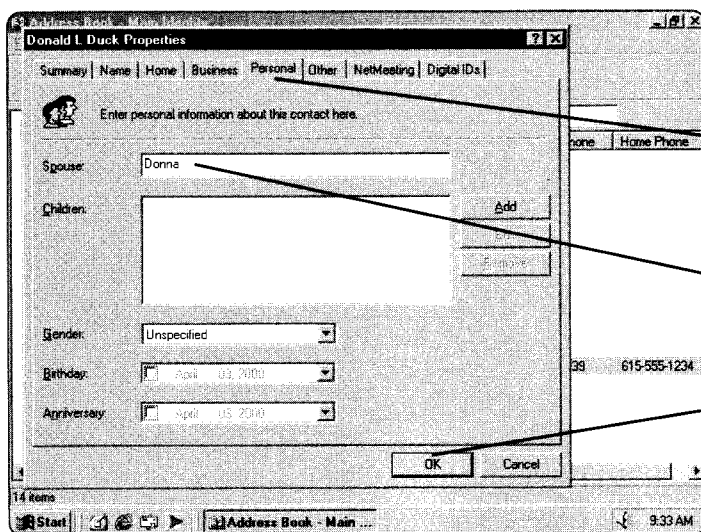 Address Book - Main Identity
Donald L Duck Properties
Summary Name Home Business Personal Other NetMeeting Digital IDs
Enter personal information about this contact here.
hone Home Phone
Spouse: Donna
Children:
Add
Edit
Remove
Gender: Unspecified
Birthday: April 03, 2000
39 615-555-1234
Anniversary: April 03, 2000
OK Cancel
14 items
Start Address Book - Main ... 9:33 AM